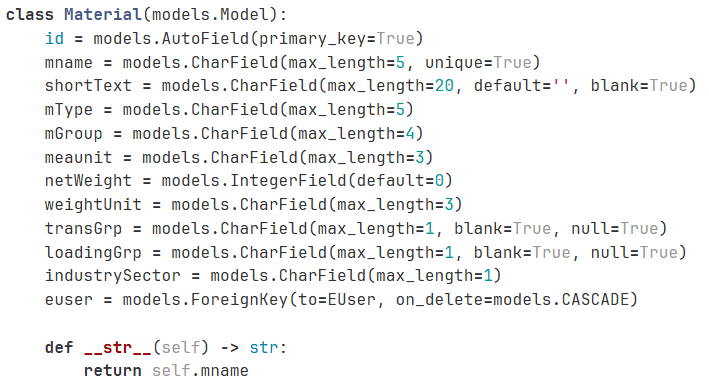 class Material(models.Model):
    id = models.AutoField(primary_key=True)
    mname = models.CharField(max_length=5, unique=True)
    shortText = models.CharField(max_length=20, default='', blank=True)
    mType = models.CharField(max_length=5)
    mGroup = models.CharField(max_length=4)
    meaunit = models.CharField(max_length=3)
    netWeight = models.IntegerField(default=0)
    weightUnit = models.CharField(max_length=3)
    transGrp = models.CharField(max_length=1, blank=True, null=True)
    loadingGrp = models.CharField(max_length=1, blank=True, null=True)
    industrySector = models.CharField(max_length=1)
    euser = models.ForeignKey(to=EUser, on_delete=models.CASCADE)

    def __str__(self) -> str:
        return self.mname